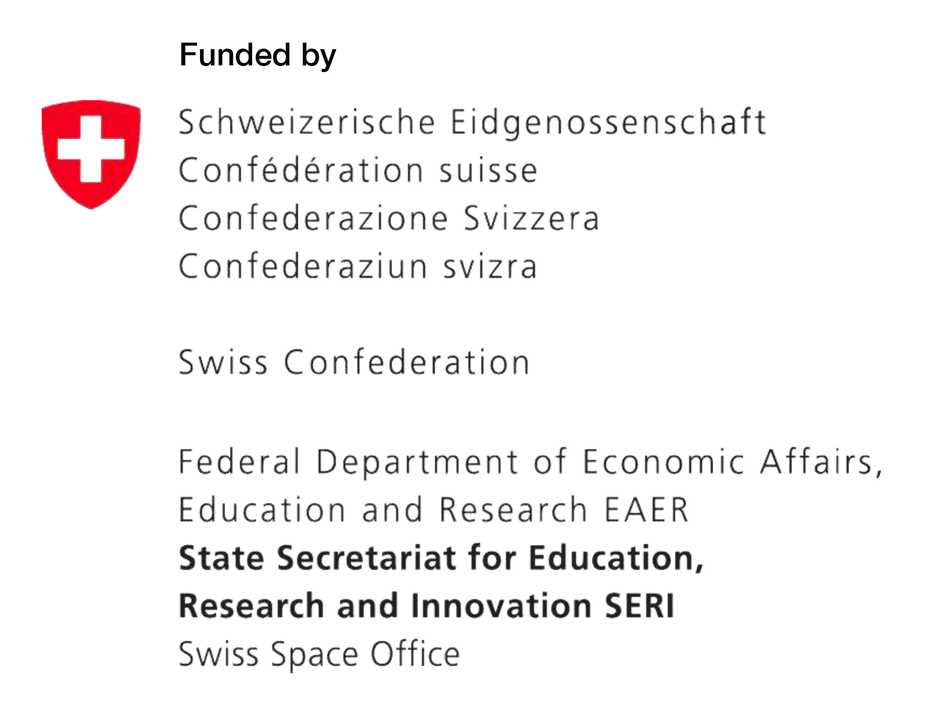 Funded by
Schweizerische Eidgenossenschaft
Confédération suisse
Confederazione Svizzera
Confederaziun svizra
Swiss Confederation
Federal Department of Economic Affairs,
Education and Research EAER
State Secretariat for Education,
Research and Innovation SERI
Swiss Space Office